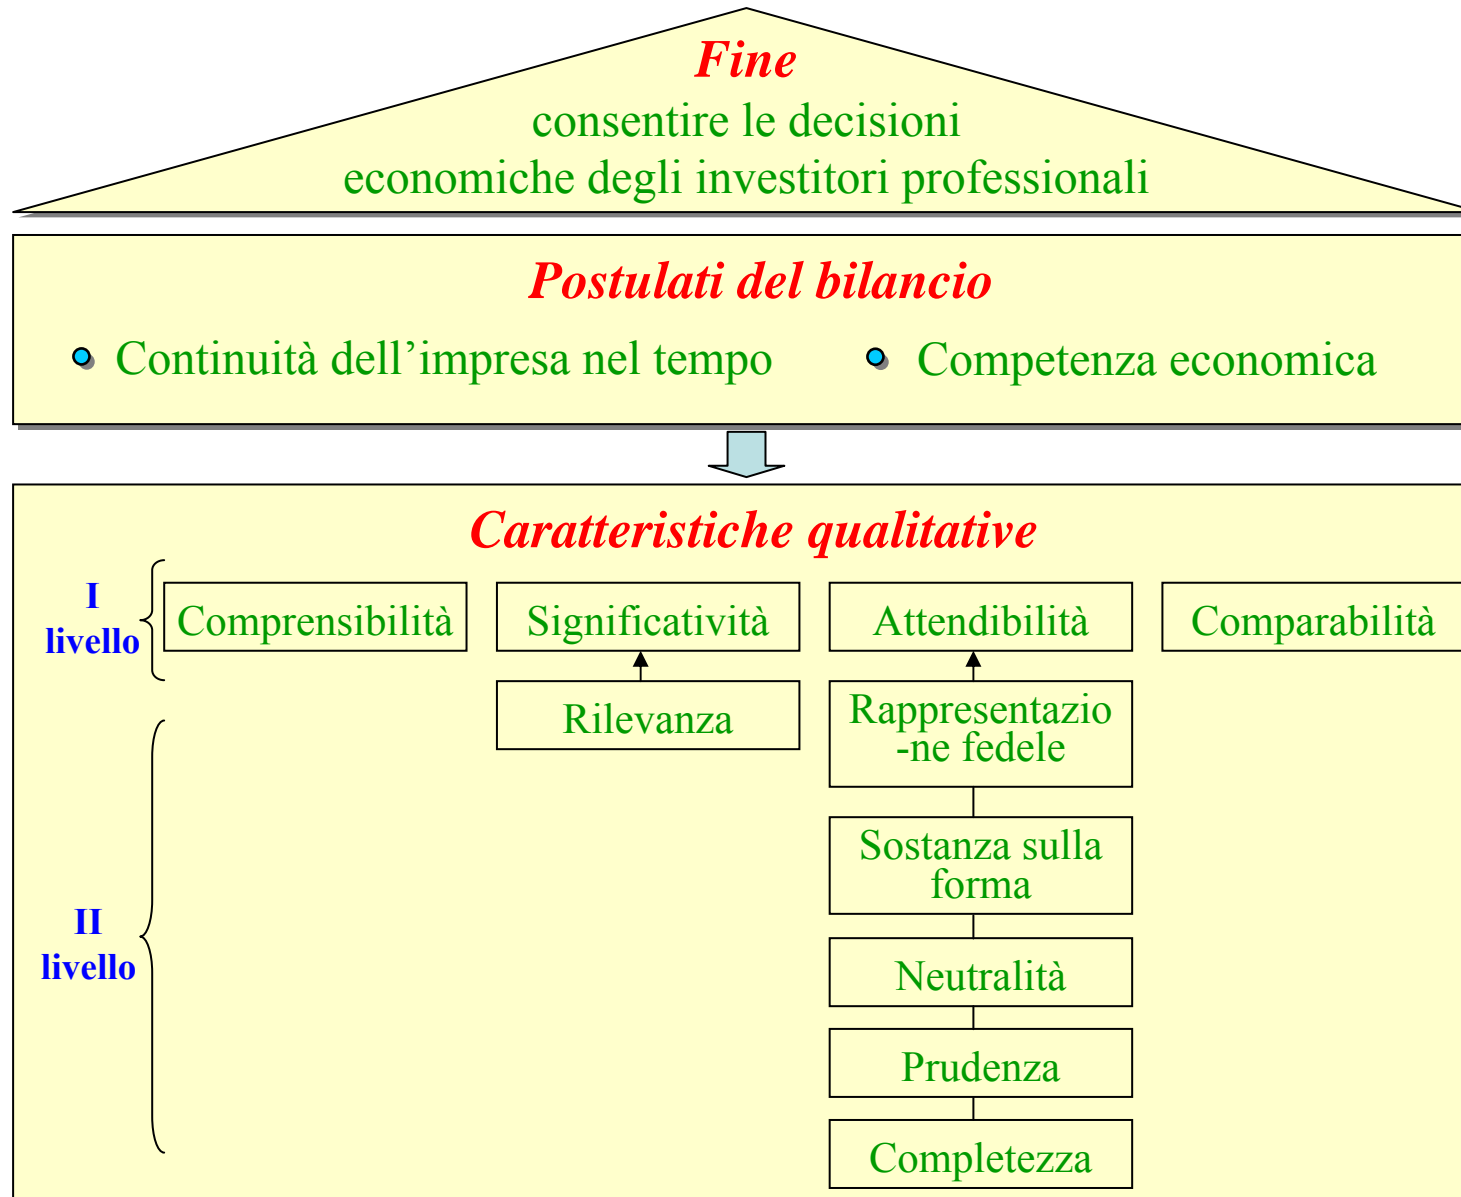 Fine
consentire le decisioni
economiche degli investitori professionali
Postulati del bilancio
Continuità dell’impresa nel tempo
Competenza economica
Caratteristiche qualitative
I
livello
Comprensibilità
Significatività
Attendibilità
Comparabilità
Rilevanza
Rappresentazio
-ne fedele
Sostanza sulla
forma
II
livello
Neutralità
Prudenza
Completezza